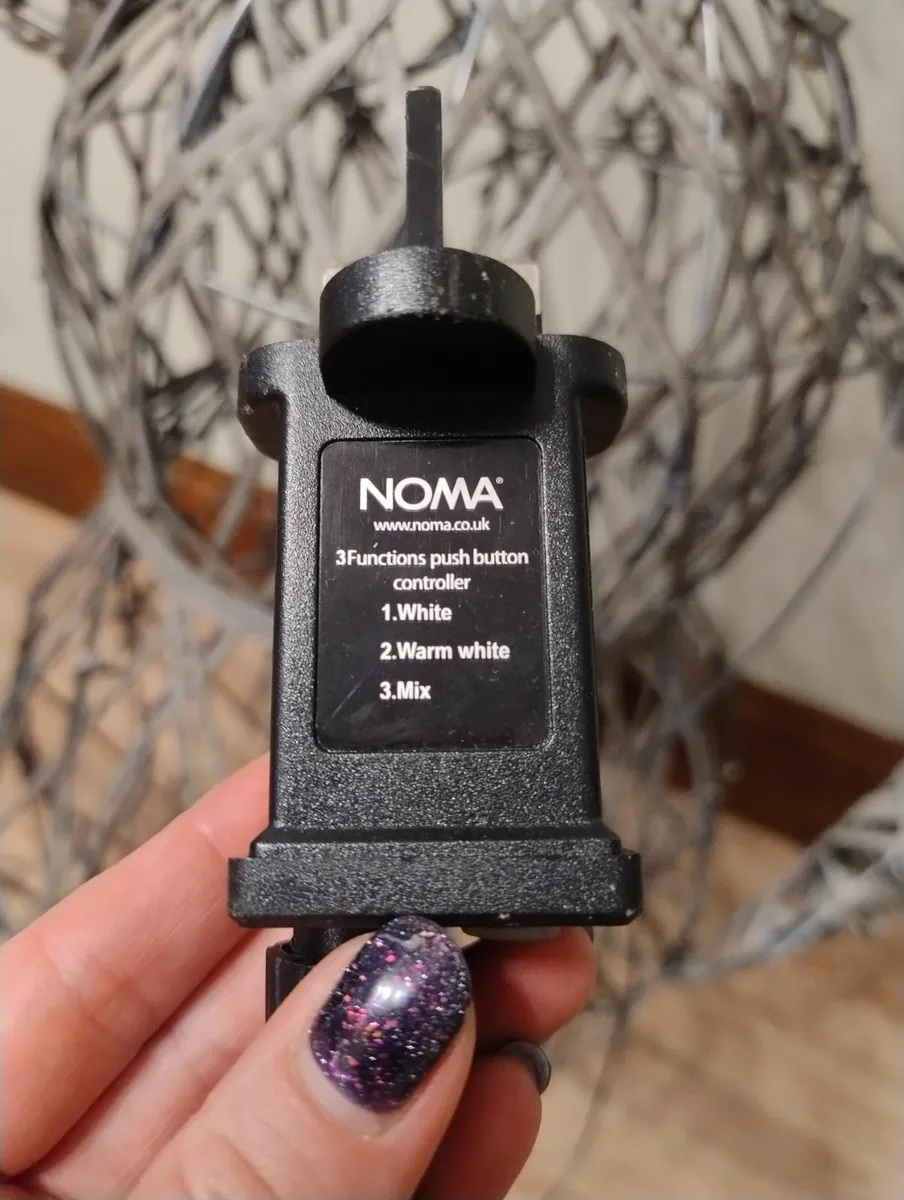 NOMA®
www.noma.co.uk
3Functions push button
controller
1.White
2.Warm white
3.Mix